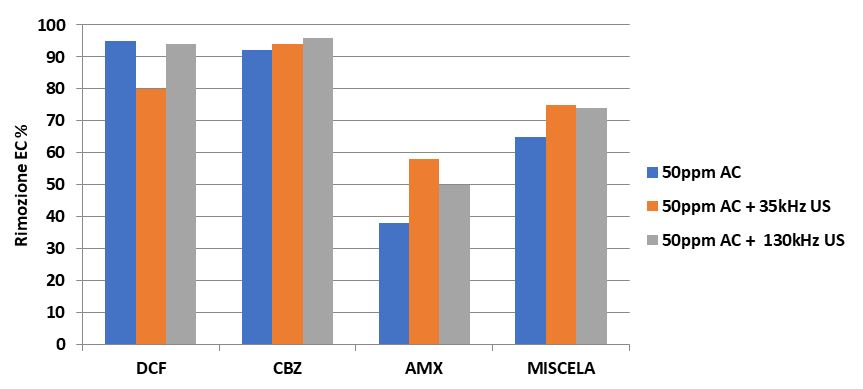 100
90
80
70
60
50
40
30
20
10
0
Rimozione EC %
DCF
CBZ
AMX
MISCELA
50ppm AC
50ppm AC + 35kHz US
50ppm AC + 130kHz US